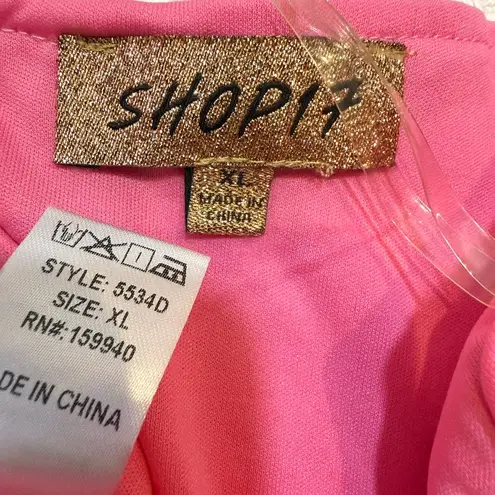 SHOP17
XL
MADE IN
CHINA
STYLE: 5534D
SIZE: XL
RN#:159940
DE IN CHINA